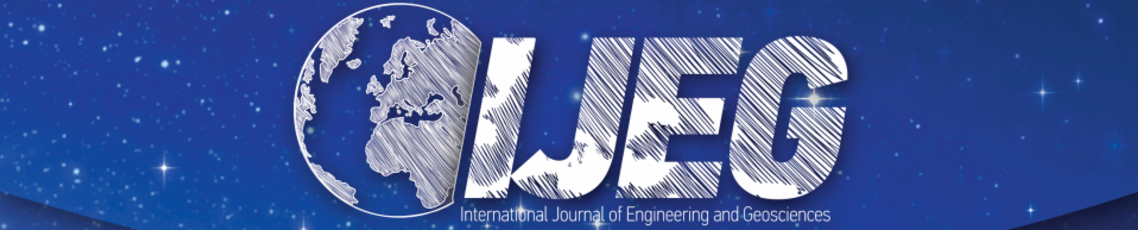 IJEG
International Journal of Engineering and Geosciences